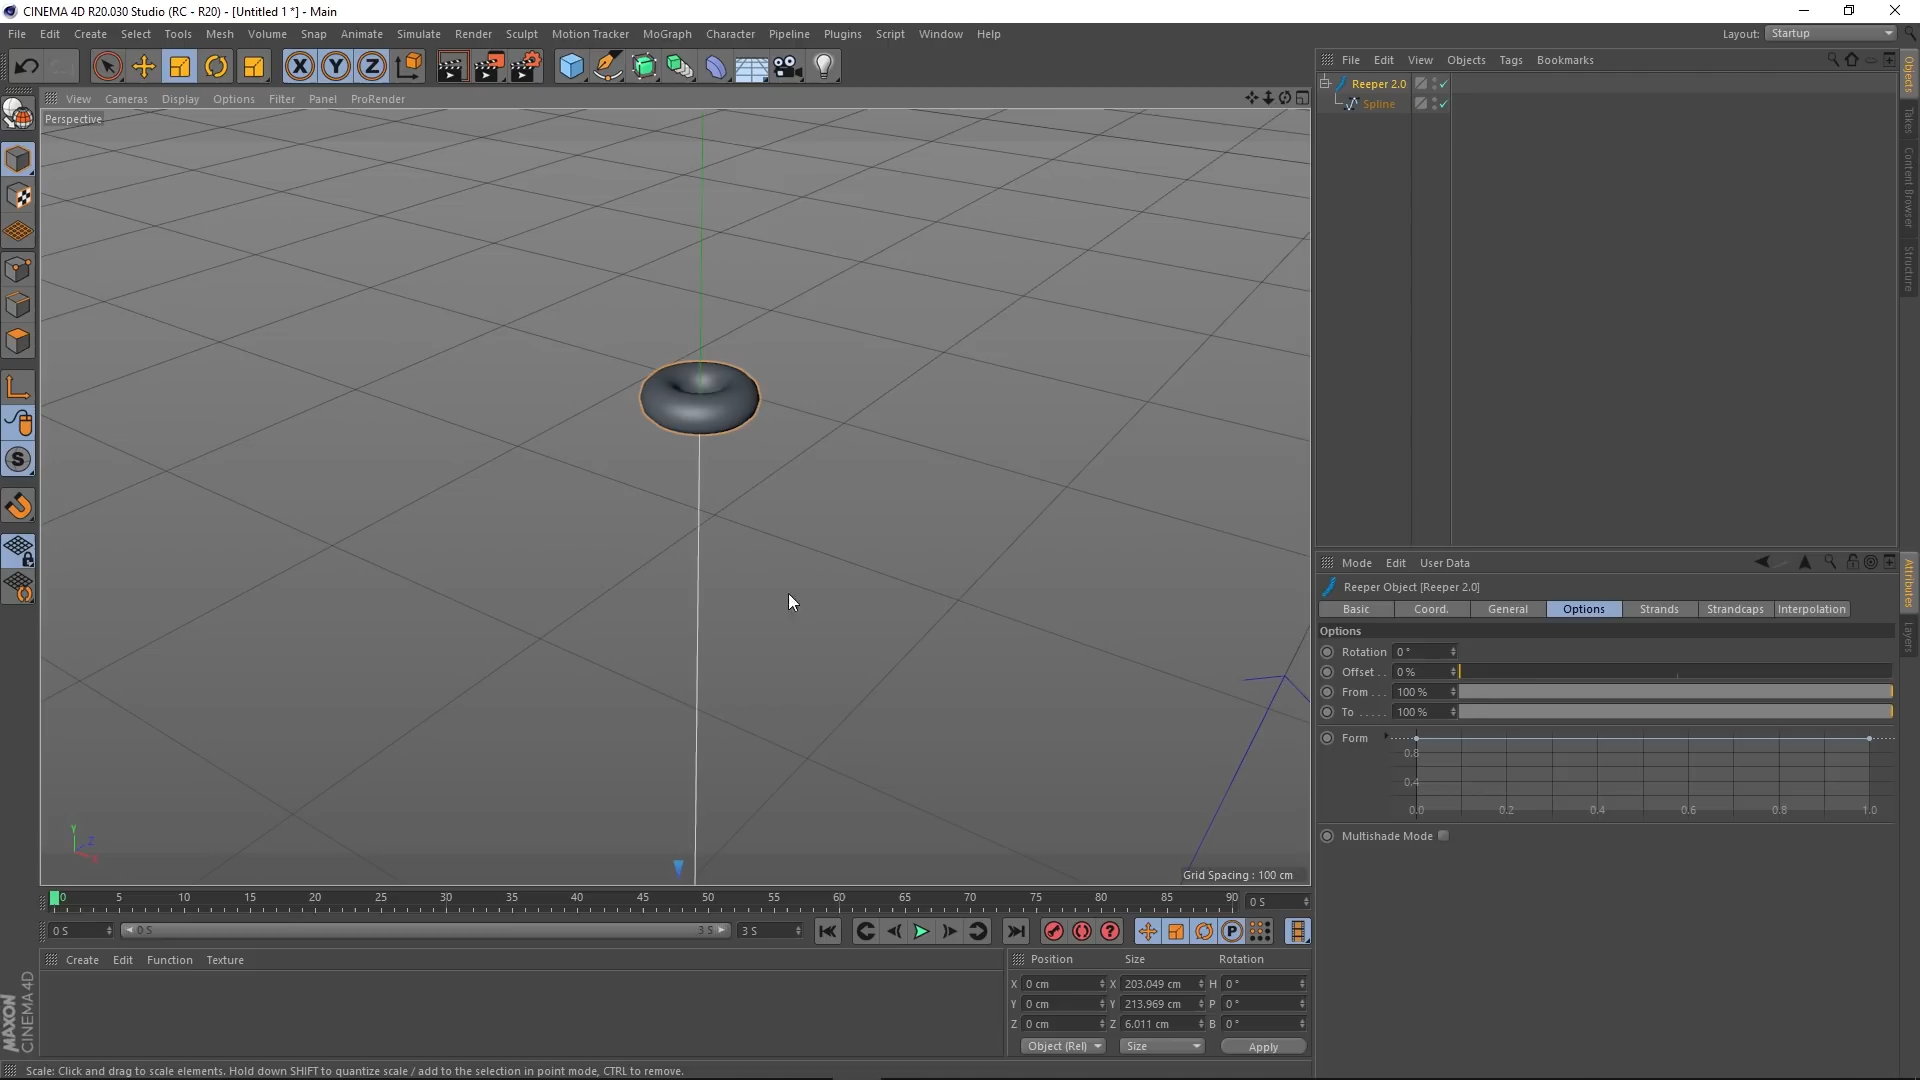 CINEMA 4D R20.030 Studio (RC - R20) - [Untitled 1 *] - Main
File Edit Create Select Tools Mesh Volume Snap Animate Simulate Render Sculpt Motion Tracker MoGraph Character Pipeline Plugins Script Window Help
Layout: Startup
X Y Z
File Edit View Objects Tags Bookmarks
Reeper 2.0
Spline
View Cameras Display Options Filter Panel ProRender
Perspective
Objects
Takes
Content Browser
Structure
Mode Edit User Data
Reeper Object [Reeper 2.0]
Basic Coord. General Options Strands Strandcaps Interpolation
Options
Rotation 0 °
Offset . . 0 %
From . . . 100 %
To . . . . . 100 %
Form
0.8
0.4
0.0 0.2 0.4 0.6 0.8 1.0
Multishade Mode
Attributes
Layers
Y
Z
X
Grid Spacing : 100 cm
0 5 10 15 20 25 30 35 40 45 50 55 60 65 70 75 80 85 90 0 S
0 S 0 S 3 S 3 S
Create Edit Function Texture
Position Size Rotation
X 0 cm X 203.049 cm H 0 °
Y 0 cm Y 213.969 cm P 0 °
Z 0 cm Z 6.011 cm B 0 °
Object (Rel) Size Apply
MAXON
CINEMA 4D
Scale: Click and drag to scale elements. Hold down SHIFT to quantize scale / add to the selection in point mode, CTRL to remove.